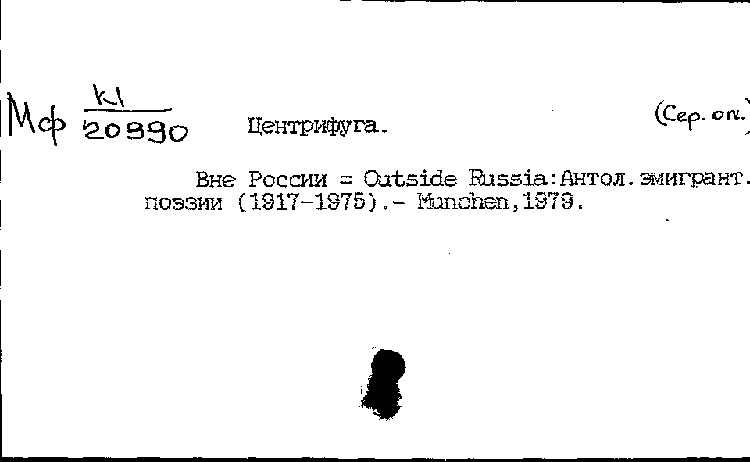 Мф К1/20990
Центрифуга. (Сер. оп.)
Вне России = Outside Russia:Антол.эмигрант.
поэзии (1917-1975).- Munchen,1979.